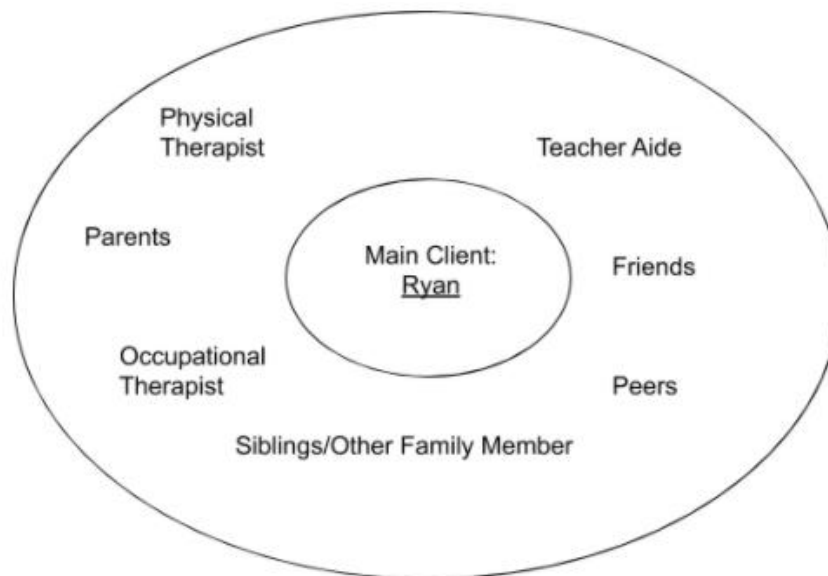 Physical
Therapist
Teacher Aide
Parents
Main Client:
Ryan
Friends
Occupational
Therapist
Peers
Siblings/Other Family Member